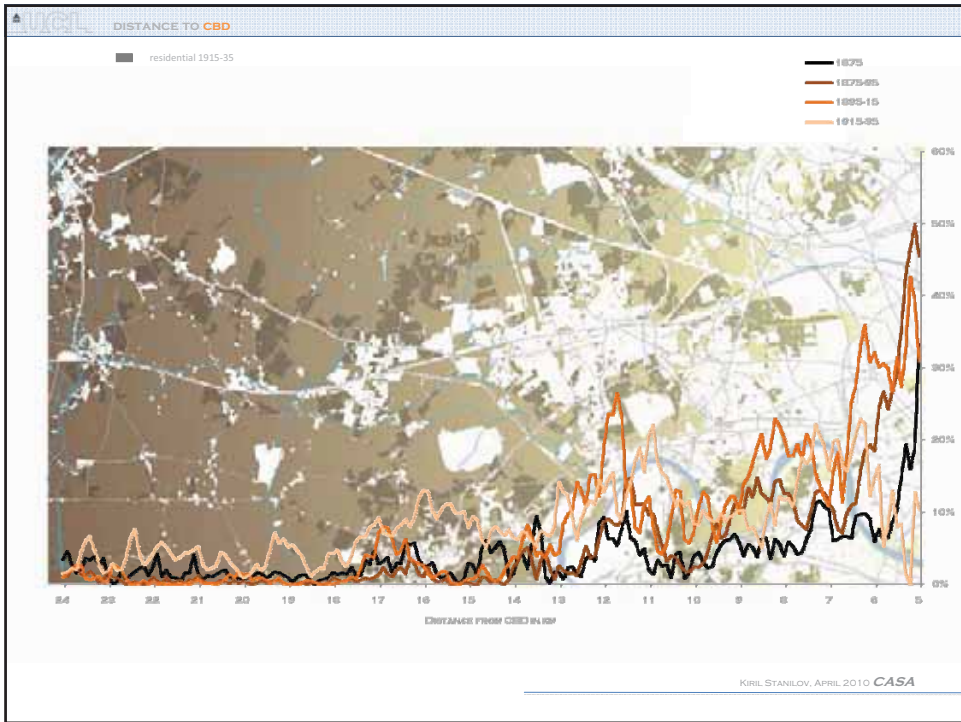 UCL DISTANCE TO CBD
residential 1915-35
1875
1875-95
1895-15
1915-35
60%
50%
40%
30%
20%
10%
0%
24 23 22 21 20 19 18 17 16 15 14 13 12 11 10 9 8 7 6 5
DISTANCE FROM CBD IN KM
KIRIL STANILOV, APRIL 2010 CASA